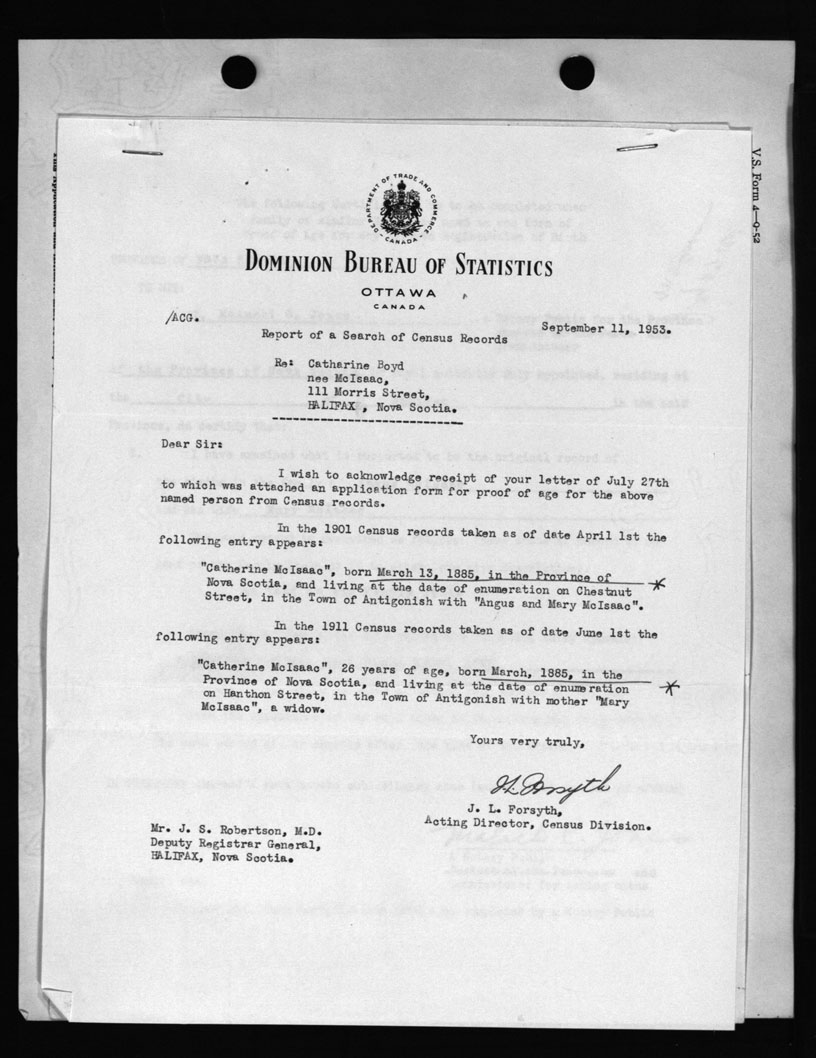 DEPARTMENT OF TRADE AND COMMERCE
- CANADA -
DOMINION BUREAU OF STATISTICS
OTTAWA
CANADA
V.S. Form 4—9-52
/ACG.
September 11, 1953.
Report of a Search of Census Records
Re: Catharine Boyd
nee McIsaac,
111 Morris Street,
HALIFAX, Nova Scotia.
Dear Sir:
I wish to acknowledge receipt of your letter of July 27th
to which was attached an application form for proof of age for the above
named person from Census records.
In the 1901 Census records taken as of date April 1st the
following entry appears:
"Catherine McIsaac", born March 13, 1885, in the Province of
Nova Scotia, and living at the date of enumeration on Chestnut
Street, in the Town of Antigonish with "Angus and Mary McIsaac".
In the 1911 Census records taken as of date June 1st the
following entry appears:
"Catherine McIsaac", 26 years of age, born March, 1885, in the
Province of Nova Scotia, and living at the date of enumeration
on Hanthon Street, in the Town of Antigonish with mother "Mary
McIsaac", a widow.
Yours very truly,
J.L. Forsyth
J. L. Forsyth,
Acting Director, Census Division.
Mr. J. S. Robertson, M.D.
Deputy Registrar General,
HALIFAX, Nova Scotia.